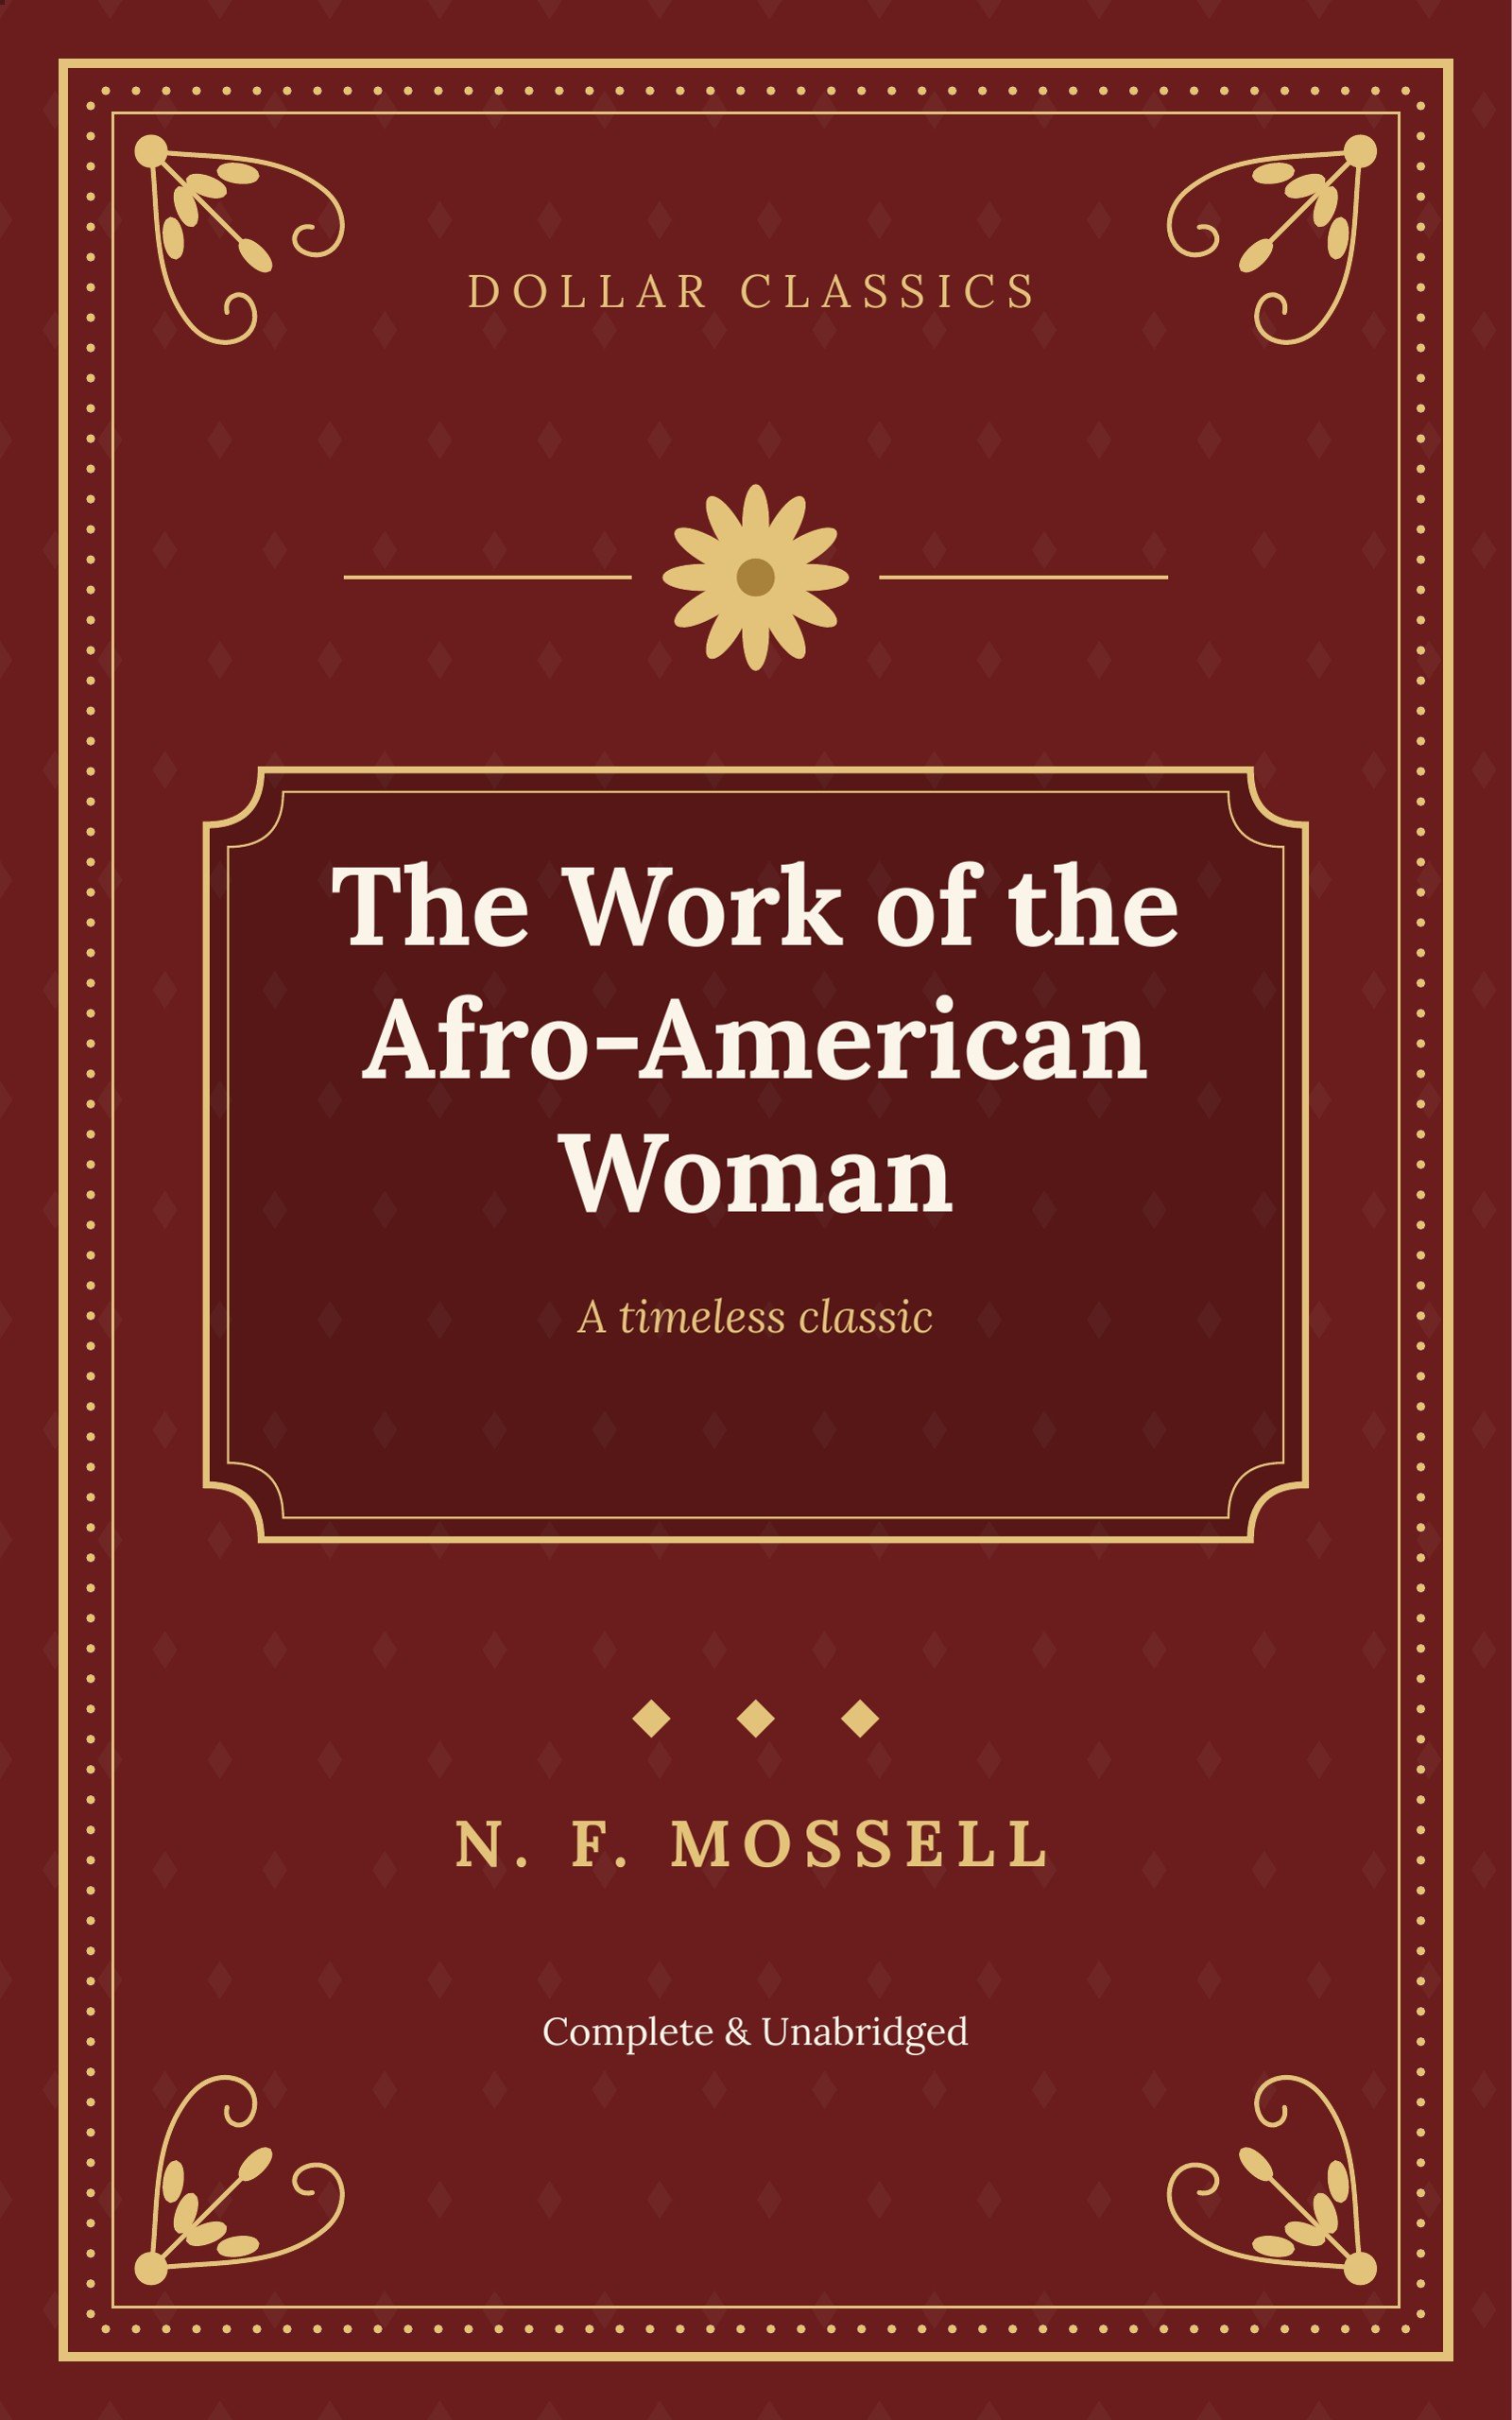 DOLLAR CLASSICS
The Work of the
Afro-American
Woman
A timeless classic
N. F. MOSSELL
Complete & Unabridged